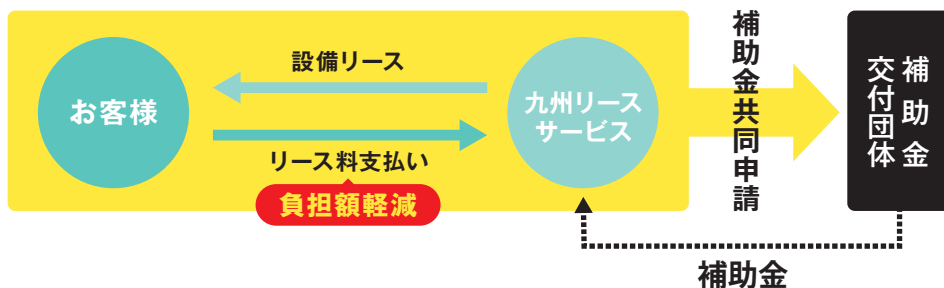 設備リース
お客様
九州リース
サービス
リース料支払い
負担額軽減
補助金共同申請
補助金
交付団体
補助金